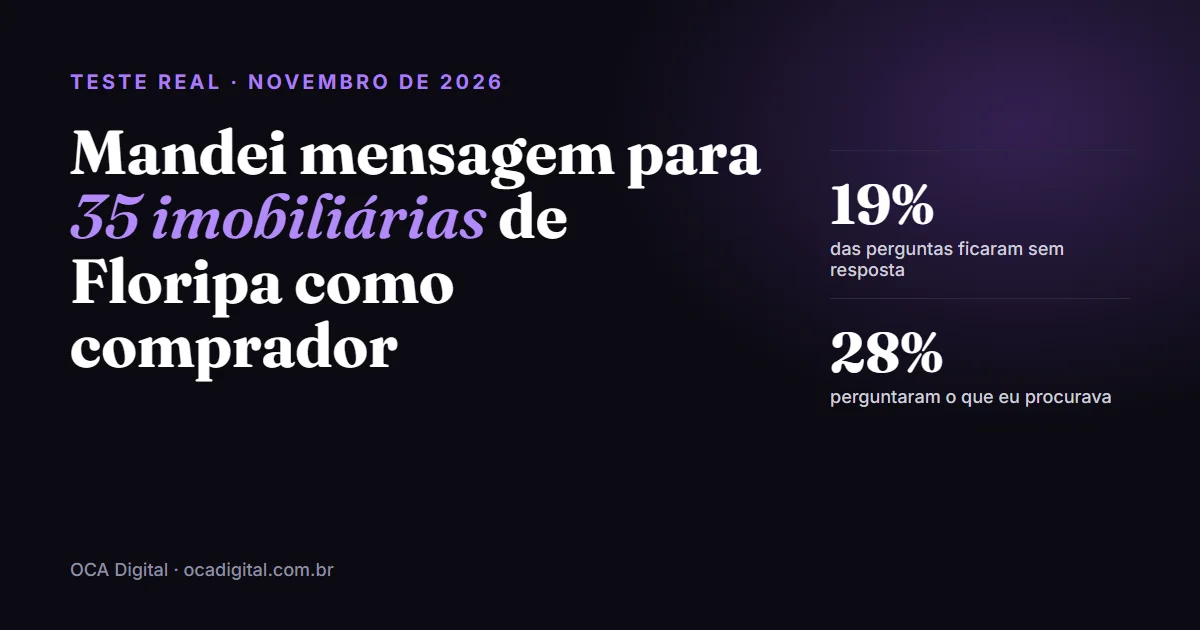 TESTE REAL · NOVEMBRO DE 2026
Mandei mensagem para
35 imobiliárias de
Floripa como
comprador
19%
das perguntas ficaram sem
resposta
28%
perguntaram o que eu procurava
OCA Digital · ocadigital.com.br